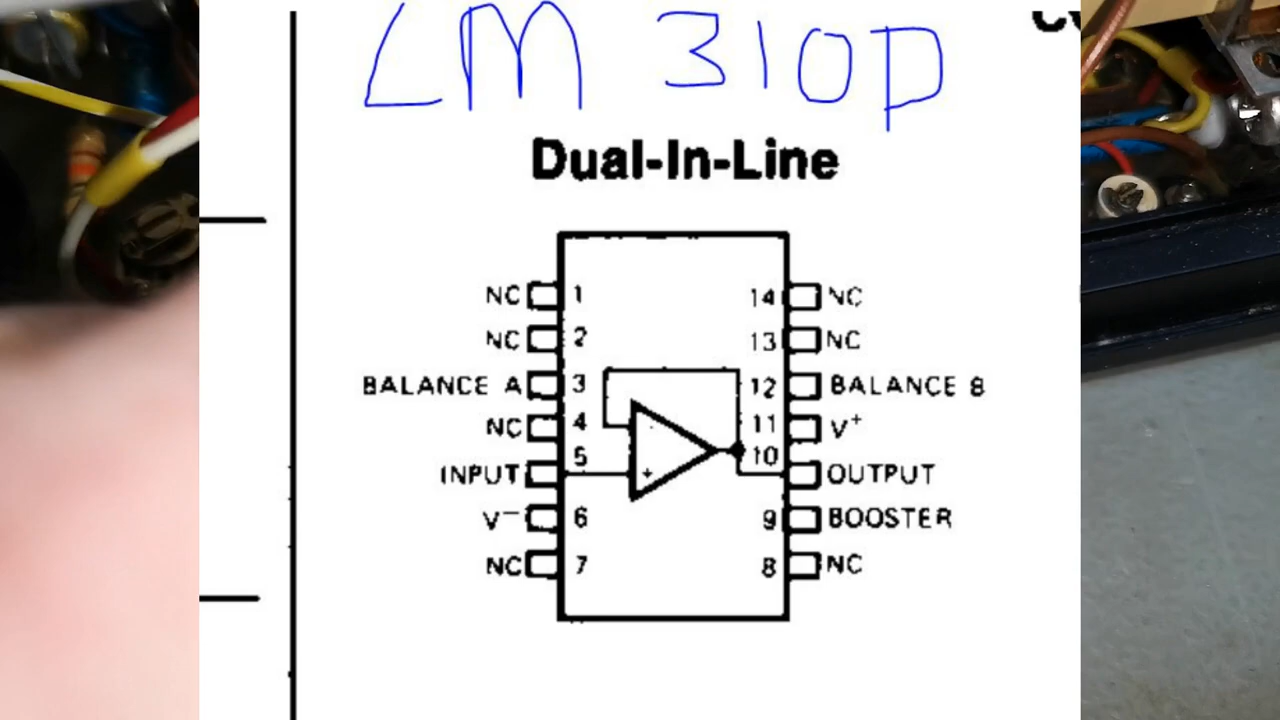 LM 310D
Dual-In-Line
NC 1 14 NC
NC 2 13 NC
BALANCE A 3 12 BALANCE B
NC 4 11 V+
INPUT 5 10 OUTPUT
V− 6 9 BOOSTER
NC 7 8 NC
+